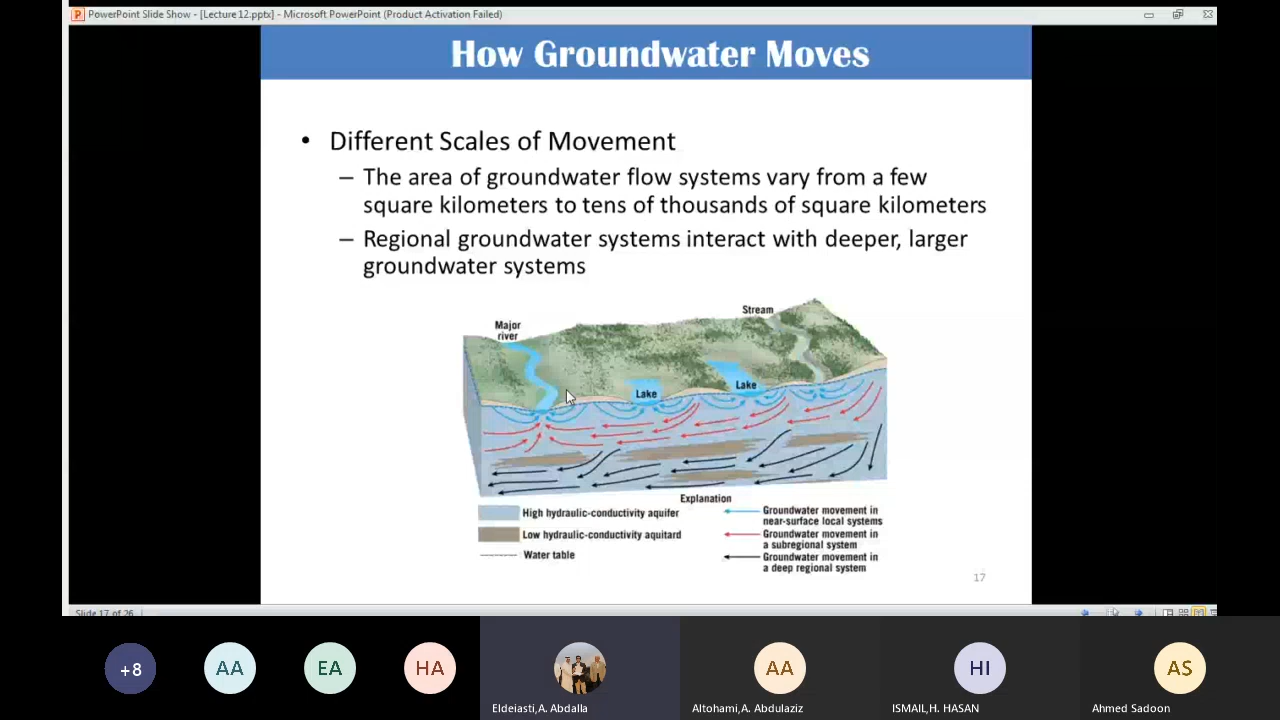 PowerPoint Slide Show - [Lecture 12.pptx] - Microsoft PowerPoint (Product Activation Failed)
How Groundwater Moves
• Different Scales of Movement
– The area of groundwater flow systems vary from a few
square kilometers to tens of thousands of square kilometers
– Regional groundwater systems interact with deeper, larger
groundwater systems
Major
river
Stream
Lake
Lake
Explanation
High hydraulic-conductivity aquifer
Low hydraulic-conductivity aquitard
Water table
Groundwater movement in
near-surface local systems
Groundwater movement in
a subregional system
Groundwater movement in
a deep regional system
17
Slide 17 of 26
+8
AA
EA
HA
AA
HI
AS
Eldeiasti,A. Abdalla
Altohami,A. Abdulaziz
ISMAIL,H. HASAN
Ahmed Sadoon